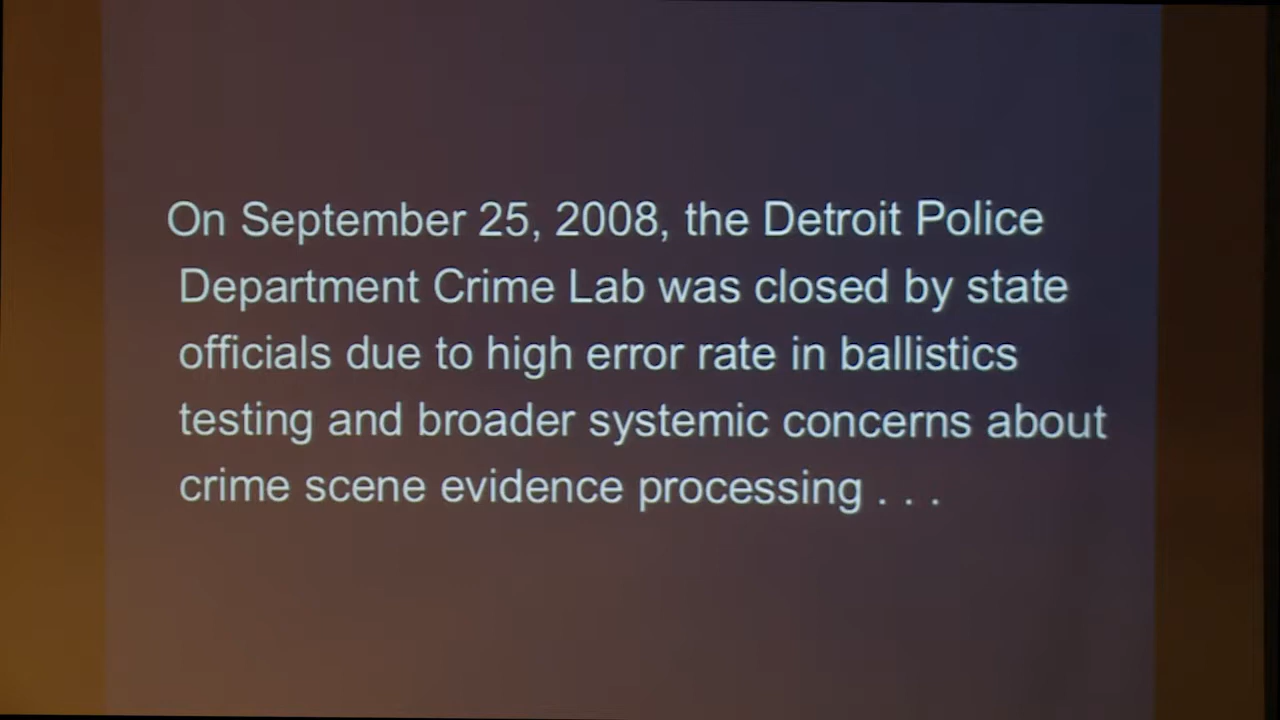 On September 25, 2008, the Detroit Police
Department Crime Lab was closed by state
officials due to high error rate in ballistics
testing and broader systemic concerns about
crime scene evidence processing . . .